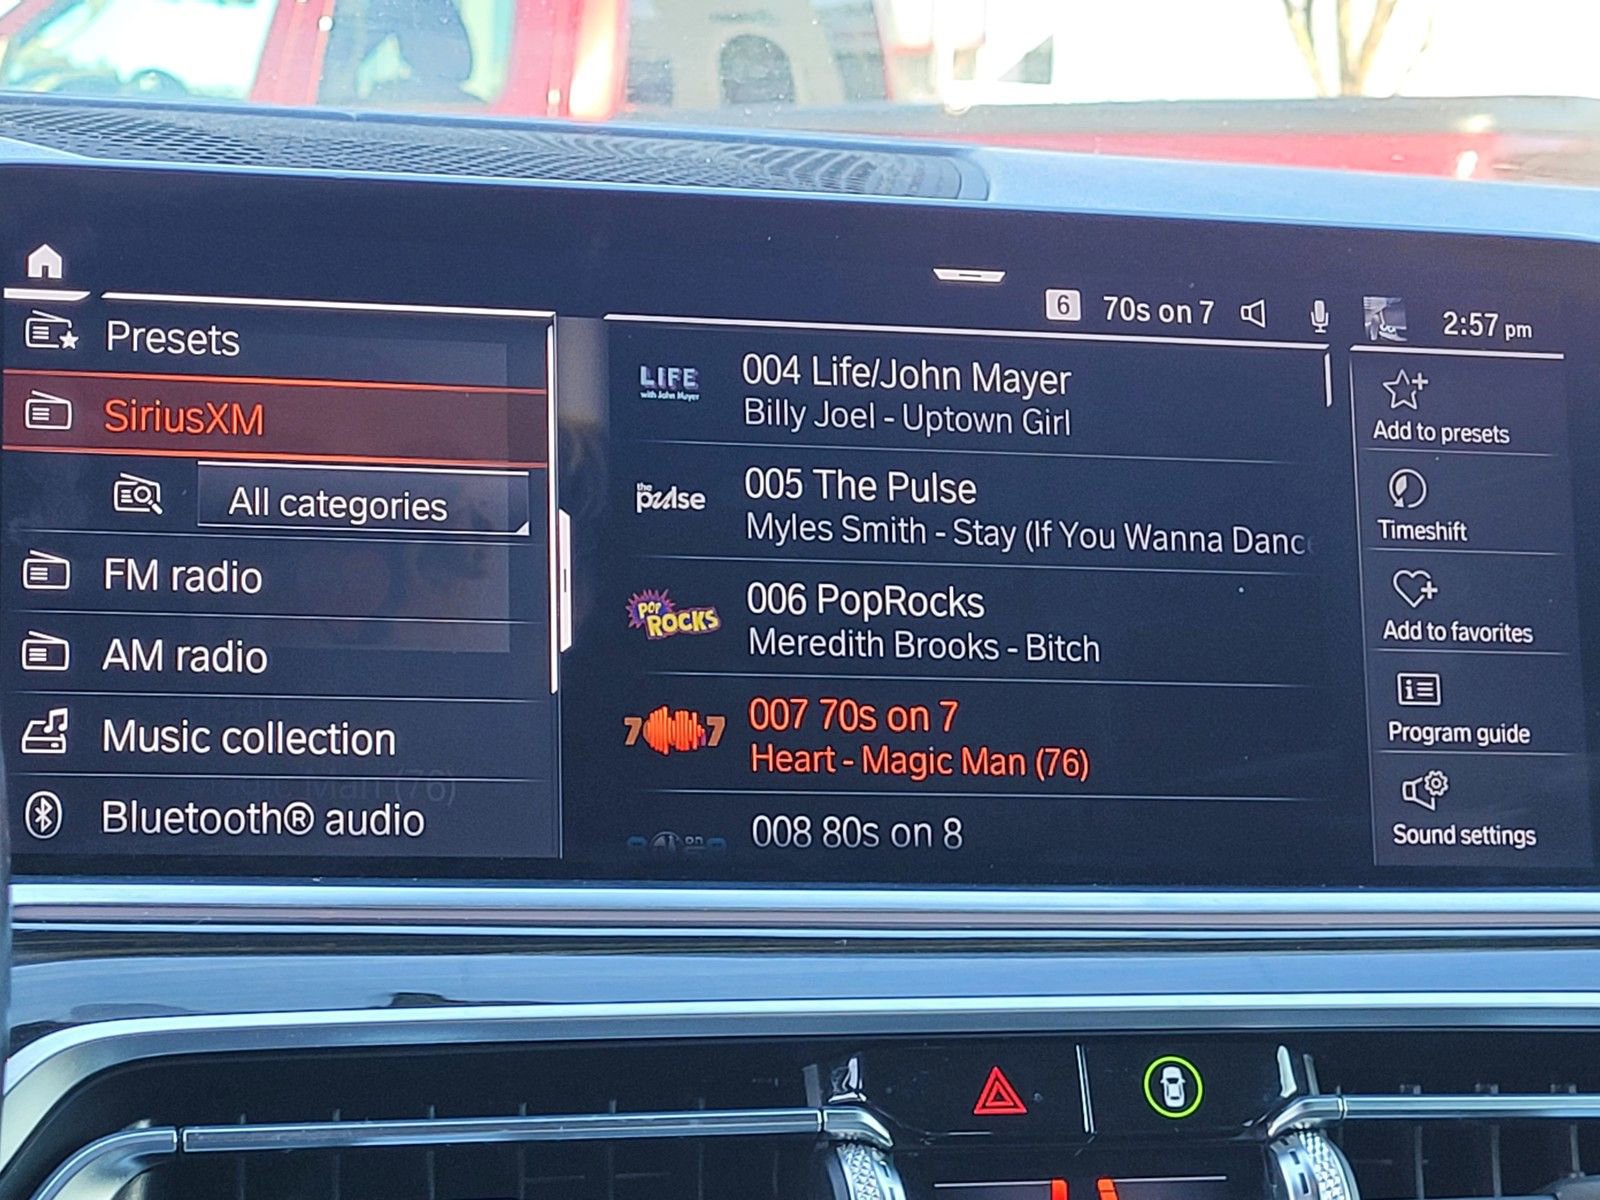 6 70s on 7 2:57 pm
Presets
SiriusXM
All categories
FM radio
AM radio
Music collection
Bluetooth® audio
LIFE
with John Mayer
004 Life/John Mayer
Billy Joel - Uptown Girl
the
pulse
005 The Pulse
Myles Smith - Stay (If You Wanna Danc
POP
ROCKS
006 PopRocks
Meredith Brooks - Bitch
7 7
007 70s on 7
Heart - Magic Man (76)
on
008 80s on 8
Add to presets
Timeshift
Add to favorites
Program guide
Sound settings